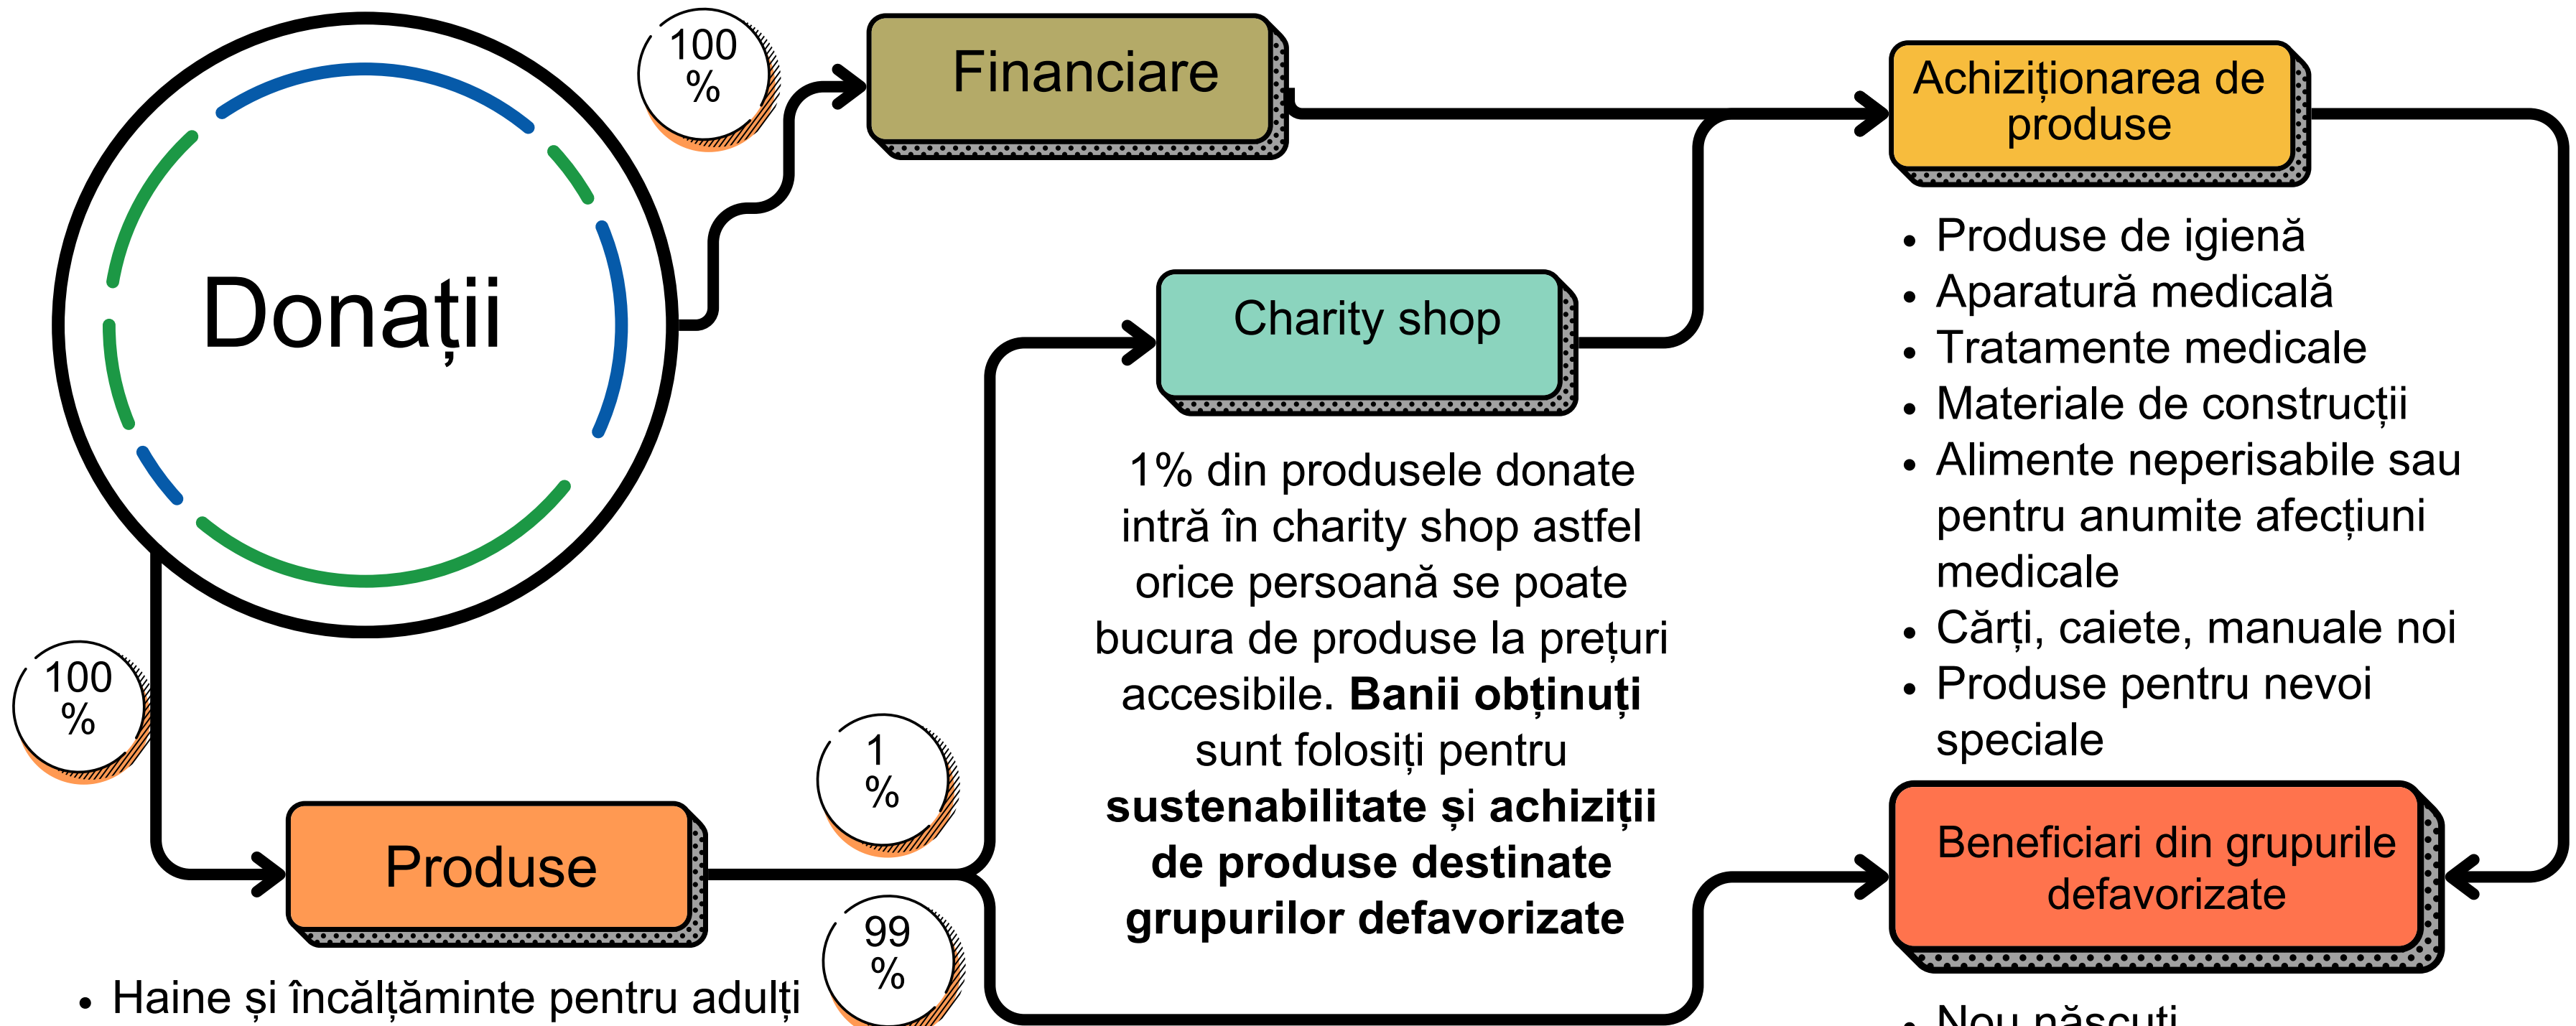 Donații
100
%
Financiare
Achiziționarea de
produse
• Produse de igienă
• Aparatură medicală
• Tratamente medicale
• Materiale de construcții
• Alimente neperisabile sau
pentru anumite afecțiuni
medicale
• Cărți, caiete, manuale noi
• Produse pentru nevoi
speciale
Charity shop
1% din produsele donate
intră în charity shop astfel
orice persoană se poate
bucura de produse la prețuri
accesibile. Banii obținuți
sunt folosiți pentru
sustenabilitate și achiziții
de produse destinate
grupurilor defavorizate
100
%
Produse
1
%
99
%
• Haine și încălțăminte pentru adulți
Beneficiari din grupurile
defavorizate
• Nou născuți